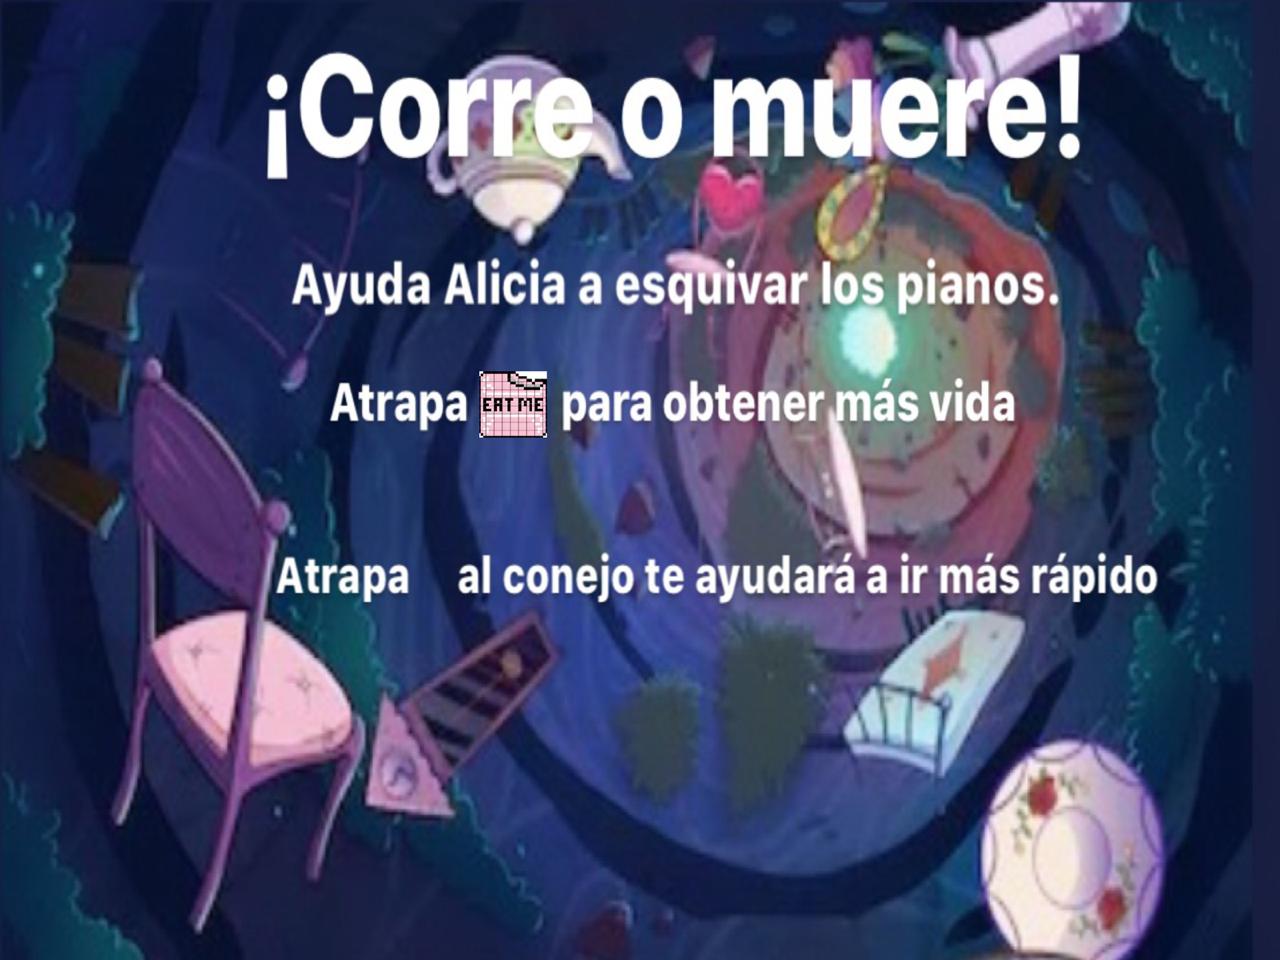 ¡Corre o muere!
Ayuda Alicia a esquivar los pianos.
Atrapa EAT ME para obtener más vida
Atrapa al conejo te ayudará a ir más rápido